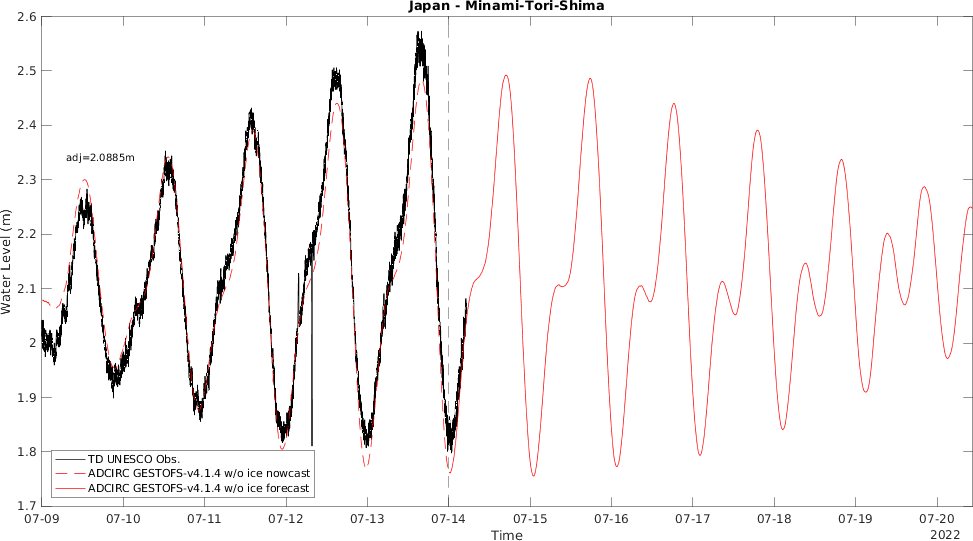 Japan - Minami-Tori-Shima
2.6
2.5
2.4
2.3
2.2
2.1
2
1.9
1.8
1.7
Water Level (m)
adj=2.0885m
TD UNESCO Obs.
ADCIRC GESTOFS-v4.1.4 w/o ice nowcast
ADCIRC GESTOFS-v4.1.4 w/o ice forecast
07-09 07-10 07-11 07-12 07-13 07-14 07-15 07-16 07-17 07-18 07-19 07-20
Time
2022